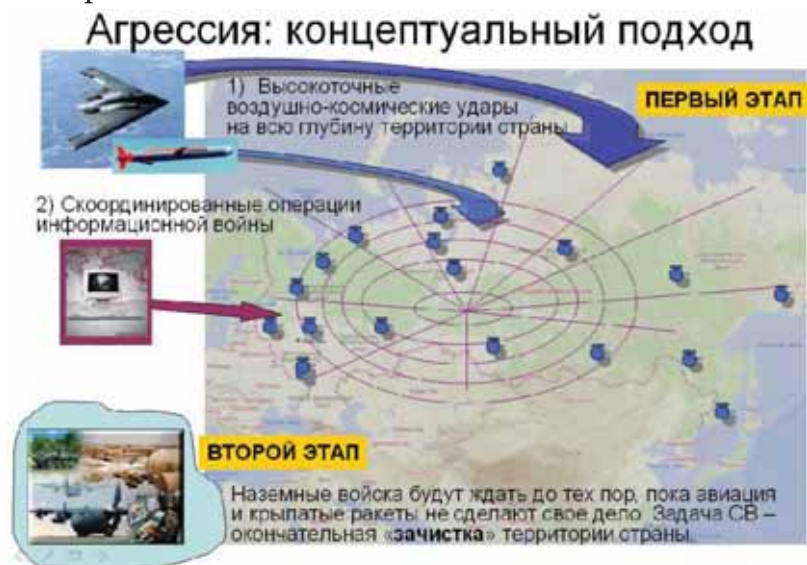 Агрессия: концептуальный подход
1) Высокоточные
воздушно-космические удары
на всю глубину территории страны
ПЕРВЫЙ ЭТАП
2) Скоординированные операции
информационной войны
ВТОРОЙ ЭТАП
Наземные войска будут ждать до тех пор, пока авиация
и крылатые ракеты не сделают свое дело. Задача СВ –
окончательная «зачистка» территории страны.